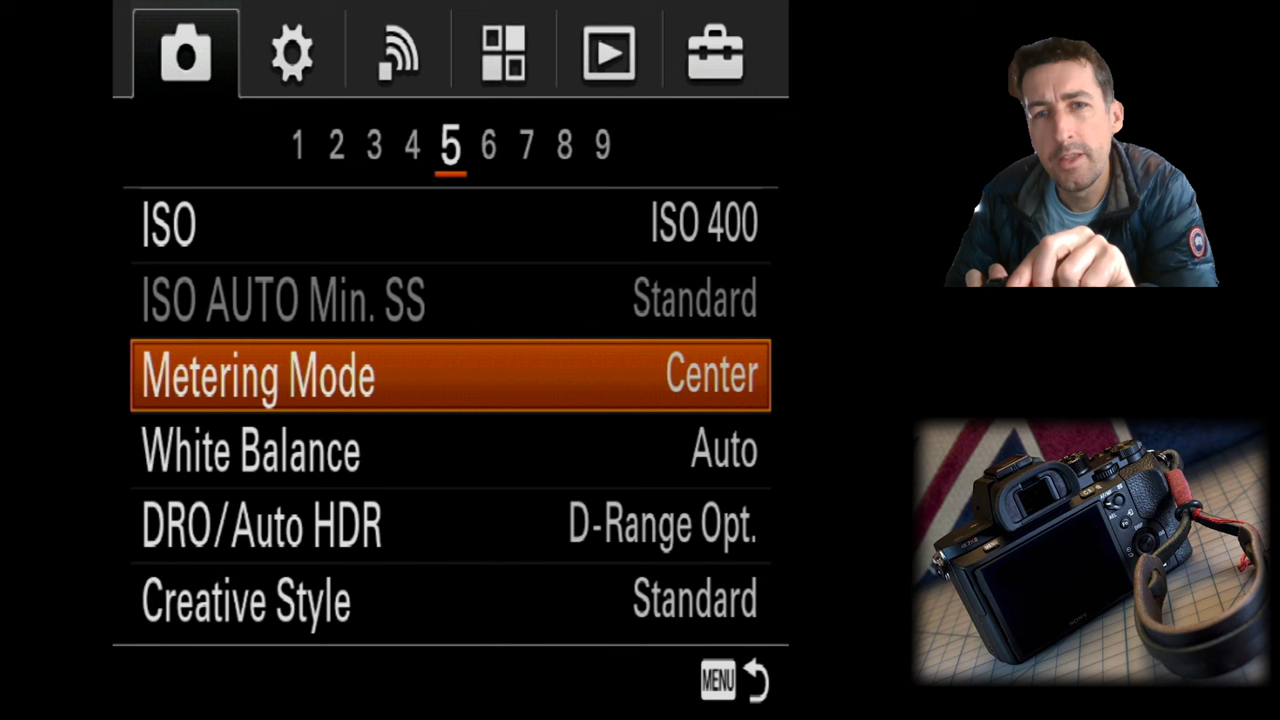 1 2 3 4 5 6 7 8 9
ISO ISO 400
ISO AUTO Min. SS Standard
Metering Mode Center
White Balance Auto
DRO/Auto HDR D-Range Opt.
Creative Style Standard
MENU
SONY